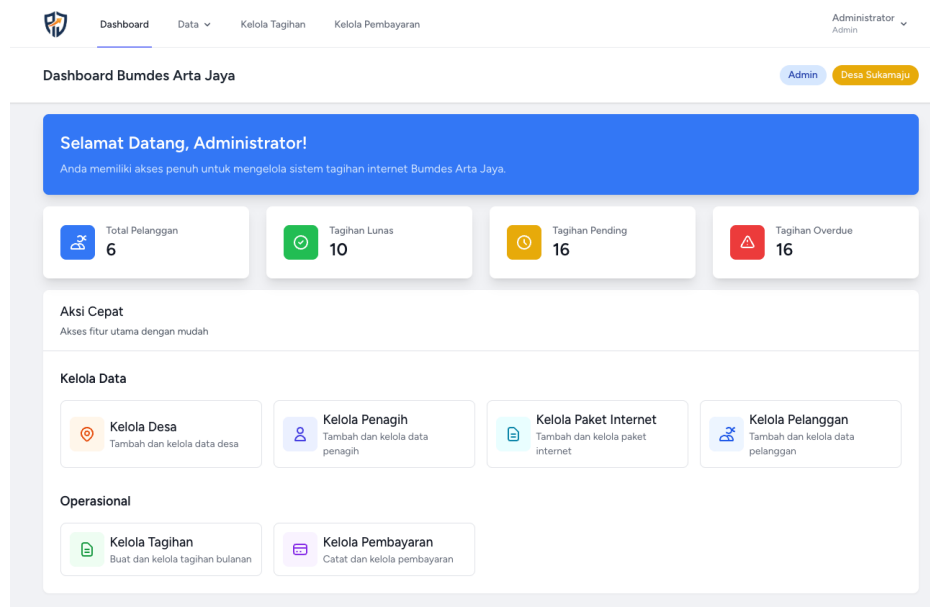 Dashboard
Data
Kelola Tagihan
Kelola Pembayaran
Administrator
Admin
Dashboard Bumdes Arta Jaya
Admin
Desa Sukamaju
Selamat Datang, Administrator!
Anda memiliki akses penuh untuk mengelola sistem tagihan internet Bumdes Arta Jaya.
Total Pelanggan
6
Tagihan Lunas
10
Tagihan Pending
16
Tagihan Overdue
16
Aksi Cepat
Akses fitur utama dengan mudah
Kelola Data
Kelola Desa
Tambah dan kelola data desa
Kelola Penagih
Tambah dan kelola data
penagih
Kelola Paket Internet
Tambah dan kelola paket
internet
Kelola Pelanggan
Tambah dan kelola data
pelanggan
Operasional
Kelola Tagihan
Buat dan kelola tagihan bulanan
Kelola Pembayaran
Catat dan kelola pembayaran